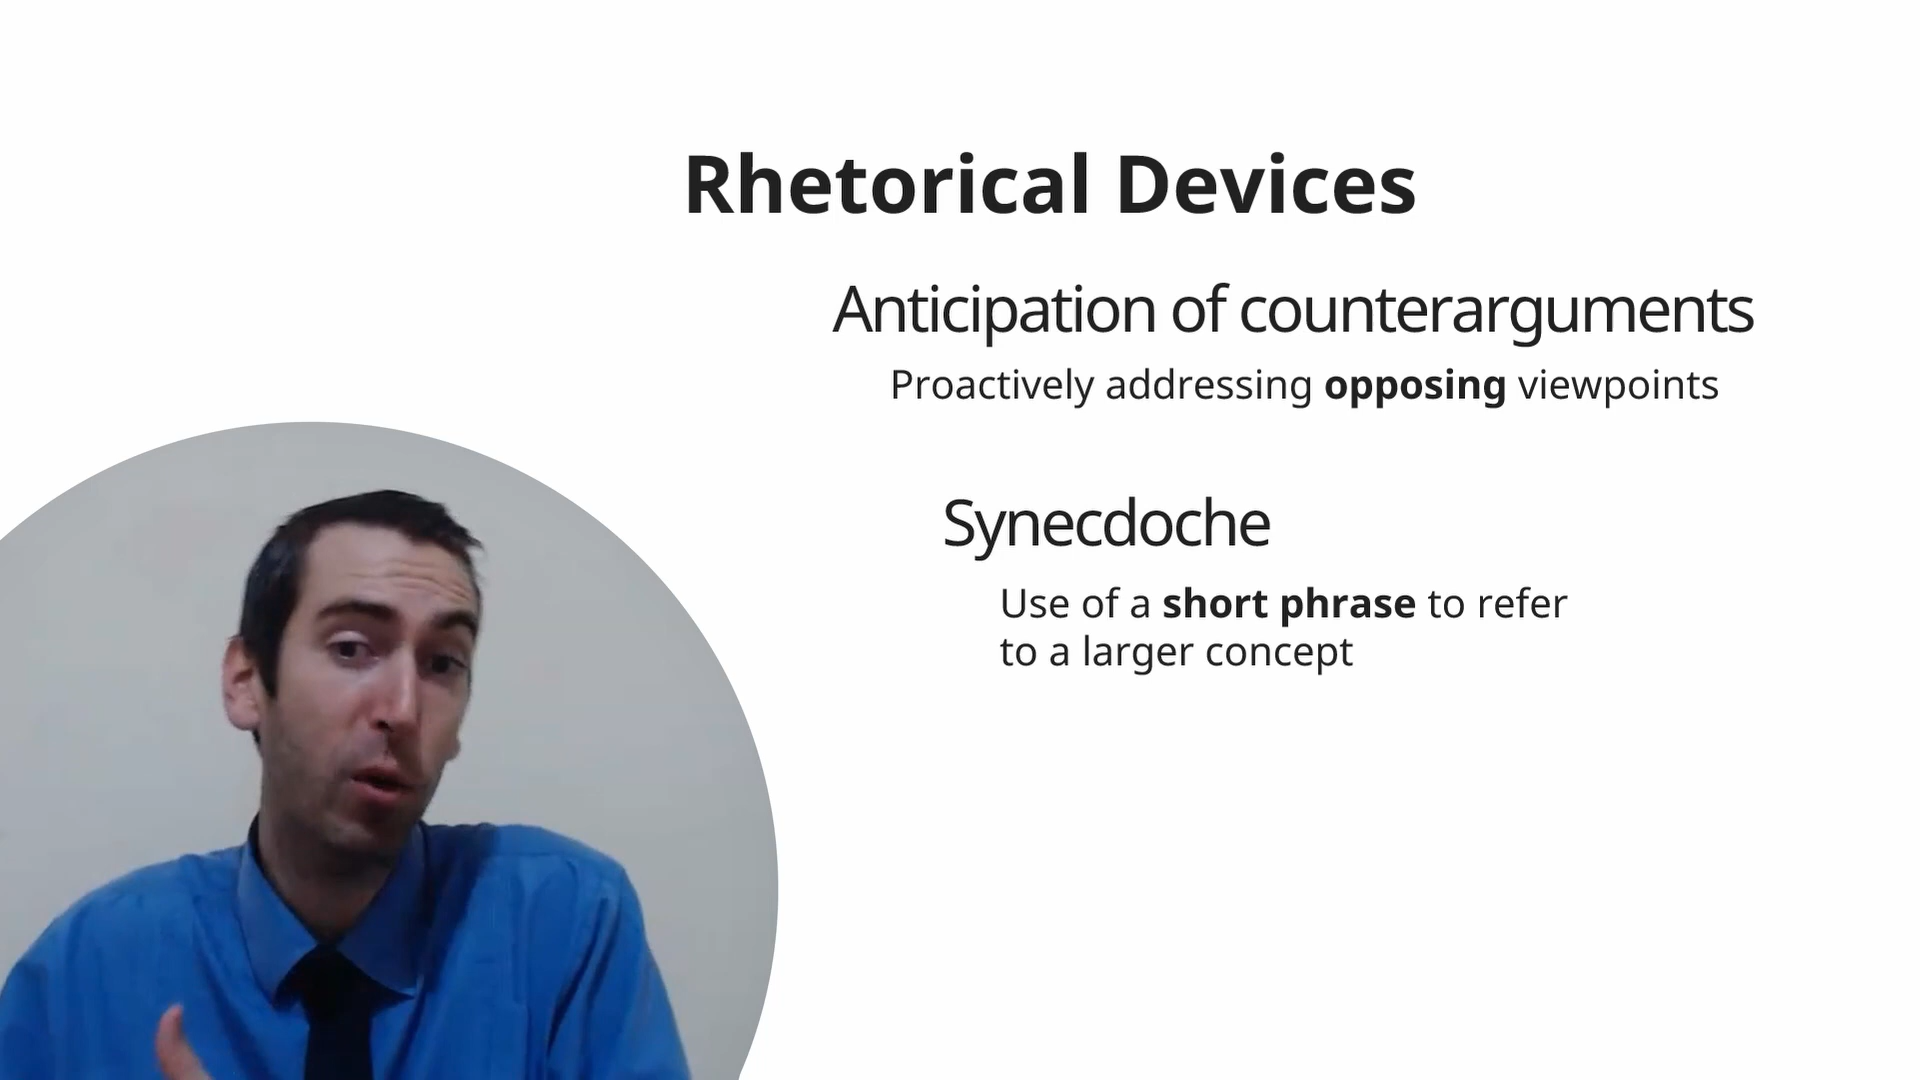 Rhetorical Devices
Anticipation of counterarguments
Proactively addressing opposing viewpoints
Synecdoche
Use of a short phrase to refer
to a larger concept